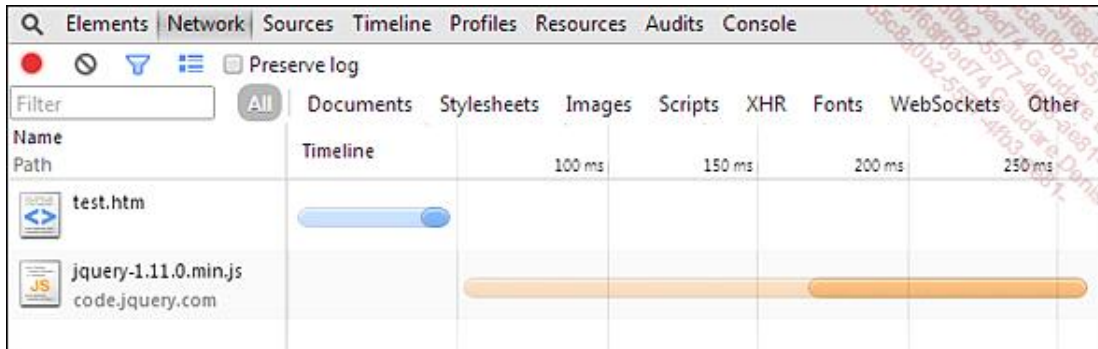 Elements Network Sources Timeline Profiles Resources Audits Console
Preserve log
Filter All Documents Stylesheets Images Scripts XHR Fonts WebSockets Other
Name
Path
Timeline
100 ms 150 ms 200 ms 250 ms
test.htm
jquery-1.11.0.min.js
JS
code.jquery.com